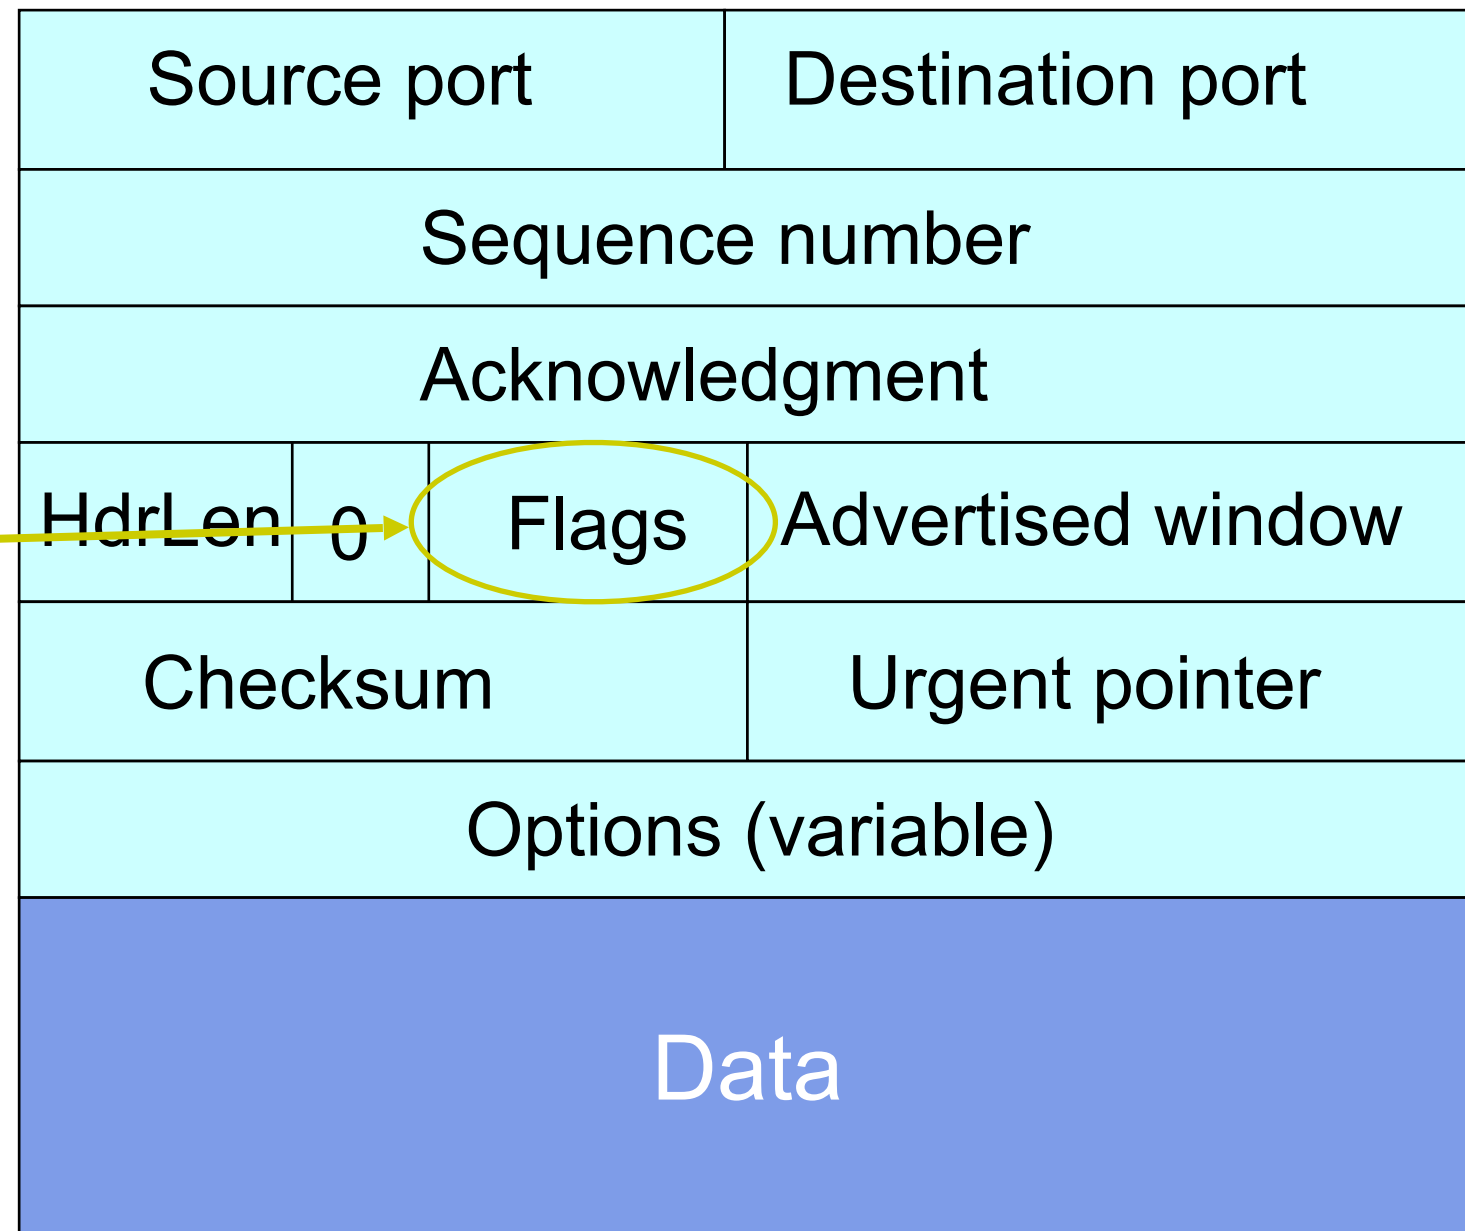 Source port
Destination port
Sequence number
Acknowledgment
HdrLen
0
Flags
Advertised window
Checksum
Urgent pointer
Options (variable)
Data